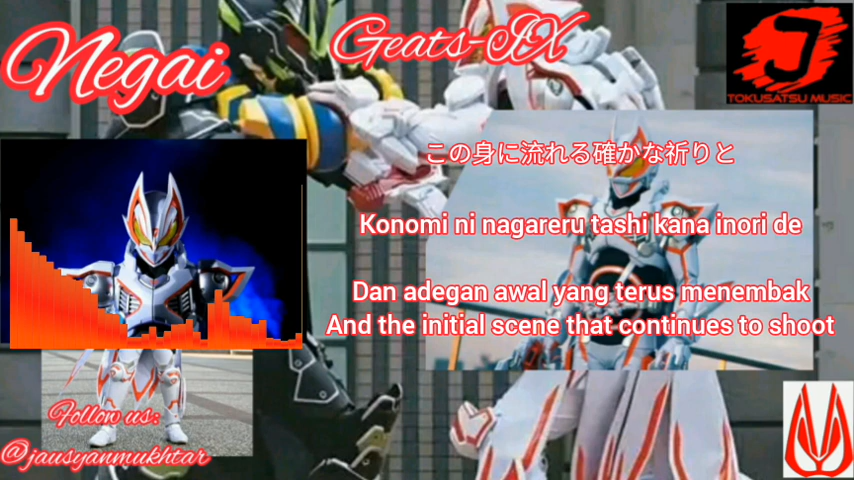 Negai
Geats-IX
TOKUSATSU MUSIC
この身に流れる確かな祈りと
Konomi ni nagareru tashi kana inori de
Dan adegan awal yang terus menembak
And the initial scene that continues to shoot
Follow us:
@jausyanmukhtar